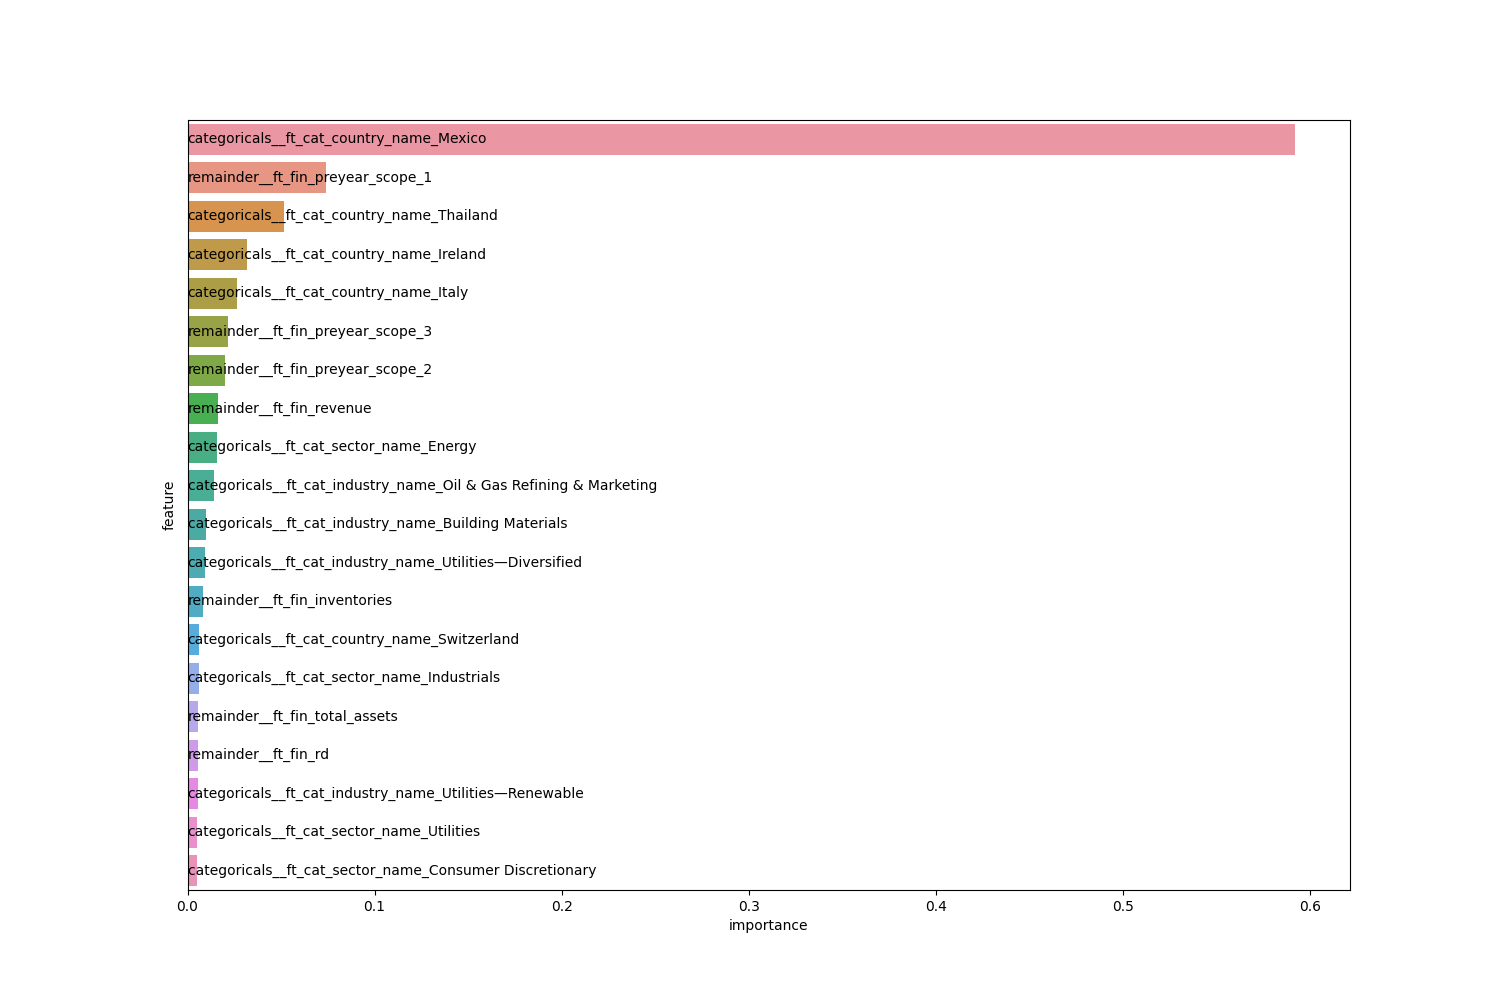 categoricals__ft_cat_country_name_Mexico
remainder__ft_fin_preyear_scope_1
categoricals__ft_cat_country_name_Thailand
categoricals__ft_cat_country_name_Ireland
categoricals__ft_cat_country_name_Italy
remainder__ft_fin_preyear_scope_3
remainder__ft_fin_preyear_scope_2
remainder__ft_fin_revenue
categoricals__ft_cat_sector_name_Energy
categoricals__ft_cat_industry_name_Oil & Gas Refining & Marketing
categoricals__ft_cat_industry_name_Building Materials
categoricals__ft_cat_industry_name_Utilities—Diversified
remainder__ft_fin_inventories
categoricals__ft_cat_country_name_Switzerland
categoricals__ft_cat_sector_name_Industrials
remainder__ft_fin_total_assets
remainder__ft_fin_rd
categoricals__ft_cat_industry_name_Utilities—Renewable
categoricals__ft_cat_sector_name_Utilities
categoricals__ft_cat_sector_name_Consumer Discretionary
feature
0.0 0.1 0.2 0.3 0.4 0.5 0.6
importance